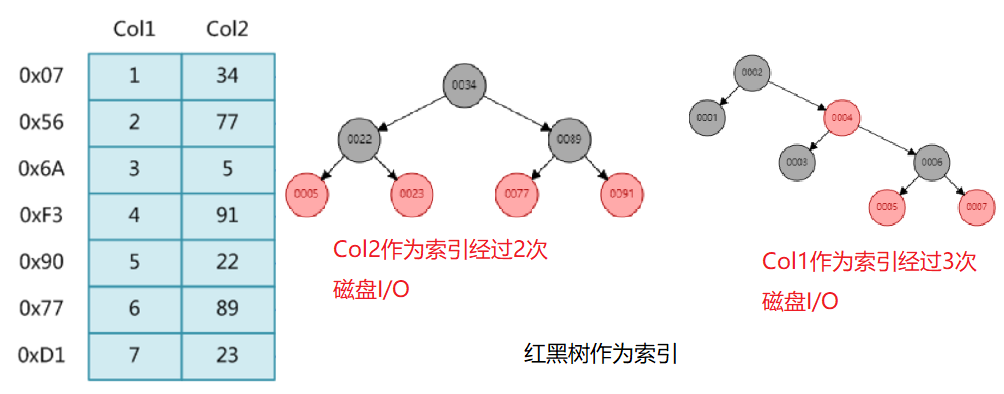 Col1 Col2
0x07 1 34
0x56 2 77
0x6A 3 5
0xF3 4 91
0x90 5 22
0x77 6 89
0xD1 7 23
0034
0022 0089
0005 0023 0077 0091
Col2作为索引经过2次
磁盘I/O
0002
0001 0004
0003 0006
0005 0007
Col1作为索引经过3次
磁盘I/O
红黑树作为索引